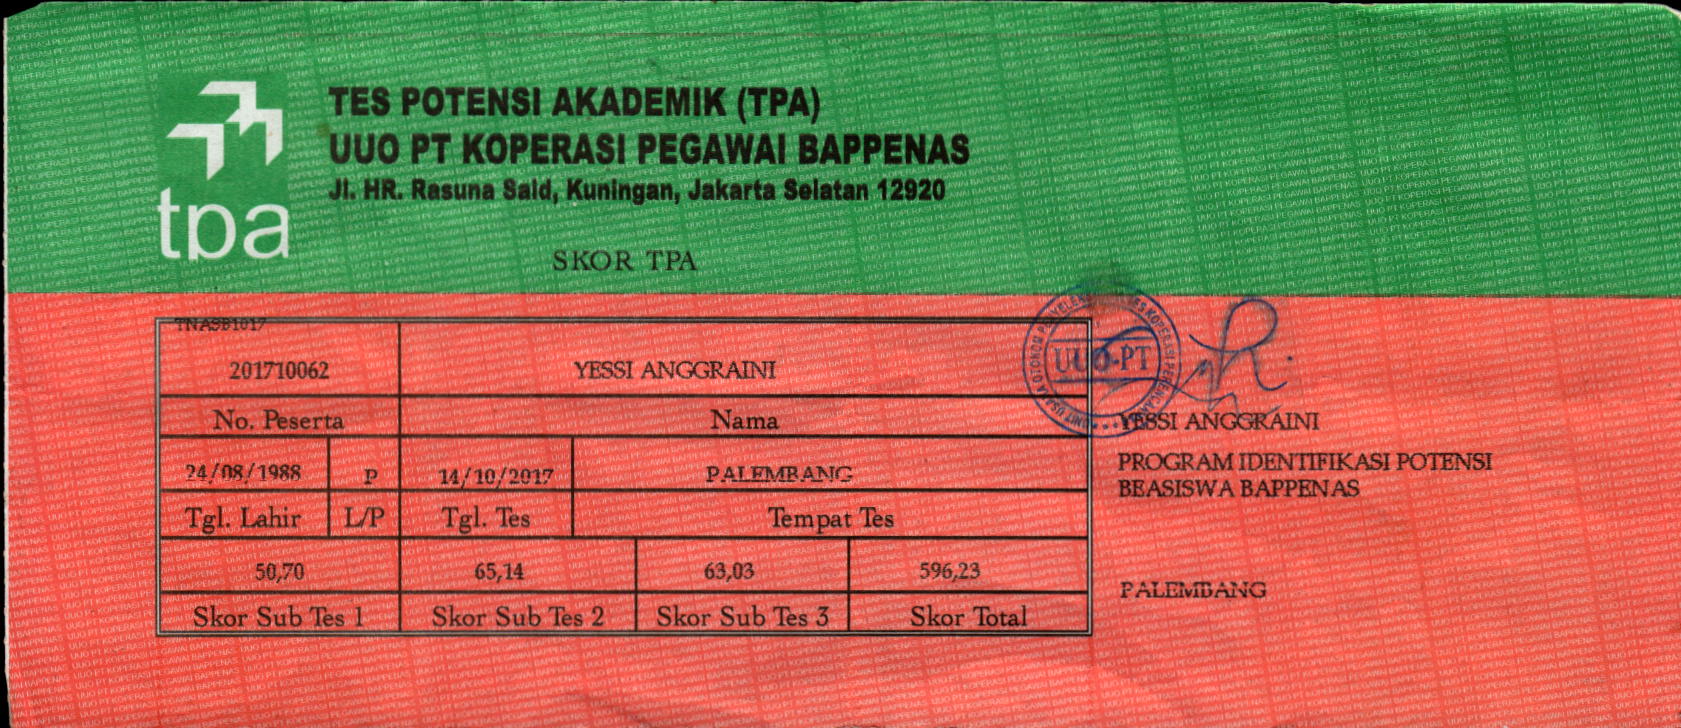 TES POTENSI AKADEMIK (TPA)
UUO PT KOPERASI PEGAWAI BAPPENAS
Jl. HR. Rasuna Said, Kuningan, Jakarta Selatan 12920
tpa
SKOR TPA
TNASB1017
201710062 YESSI ANGGRAINI
No. Peserta Nama
24/08/1988 P 14/10/2017 PALEMBANG
Tgl. Lahir L/P Tgl. Tes Tempat Tes
50,70 65,14 63,03 596,23
Skor Sub Tes 1 Skor Sub Tes 2 Skor Sub Tes 3 Skor Total
UUO-PT
YESSI ANGGRAINI
PROGRAM IDENTIFIKASI POTENSI
BEASISWA BAPPENAS
PALEMBANG